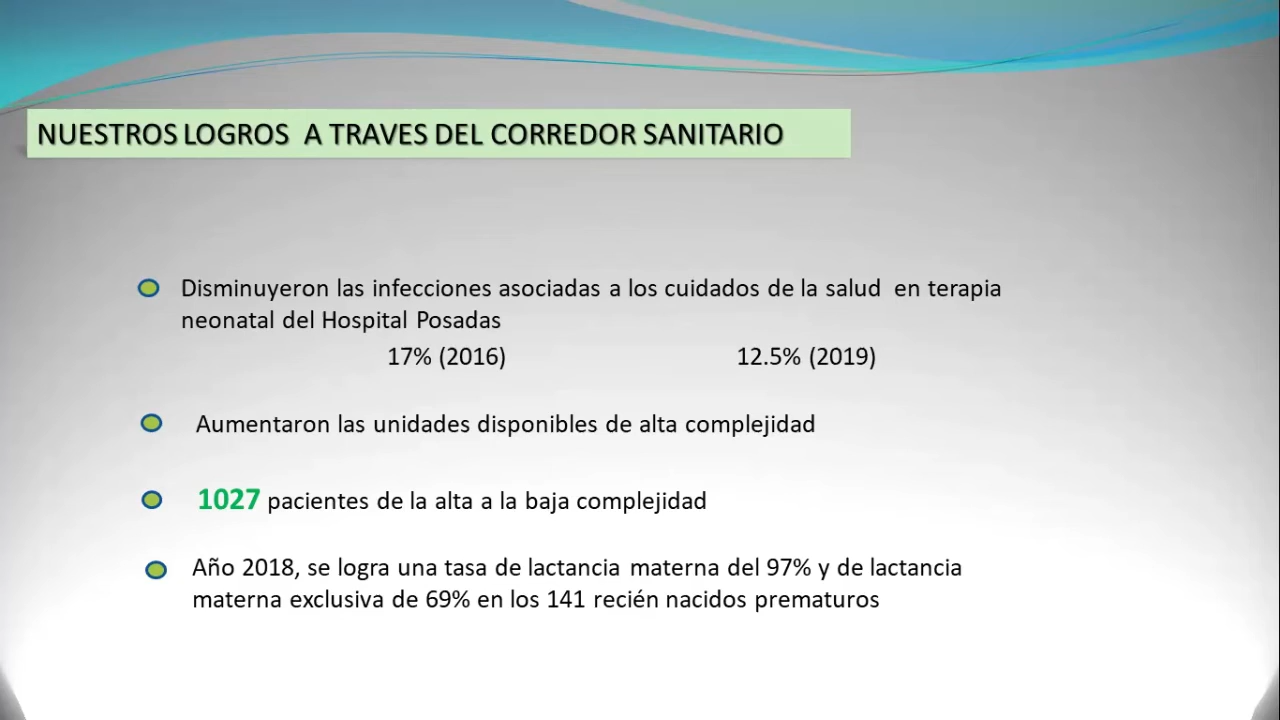 NUESTROS LOGROS A TRAVES DEL CORREDOR SANITARIO
Disminuyeron las infecciones asociadas a los cuidados de la salud en terapia
neonatal del Hospital Posadas
17% (2016) 12.5% (2019)
Aumentaron las unidades disponibles de alta complejidad
1027 pacientes de la alta a la baja complejidad
Año 2018, se logra una tasa de lactancia materna del 97% y de lactancia
materna exclusiva de 69% en los 141 recién nacidos prematuros